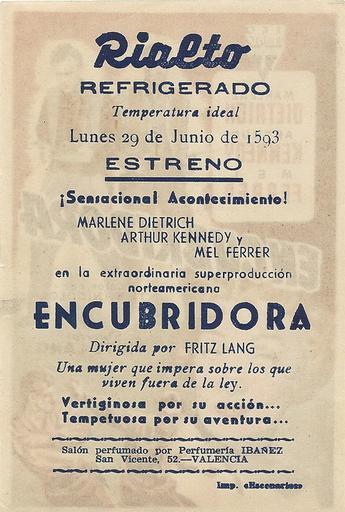 Rialto
REFRIGERADO
Temperatura ideal
Lunes 29 de Junio de 1593
ESTRENO
¡Sensacional Acontecimiento!
MARLENE DIETRICH
ARTHUR KENNEDY y
MEL FERRER
en la extraordinaria superproducción
norteamericana
ENCUBRIDORA
Dirigida por FRITZ LANG
Una mujer que impera sobre los que
viven fuera de la ley.
Vertiginosa por su acción...
Tempetuosa por su aventura...
Salón perfumado por Perfumería IBAÑEZ
San Vicente, 52.—VALENCIA
Imp. «Escenarios»